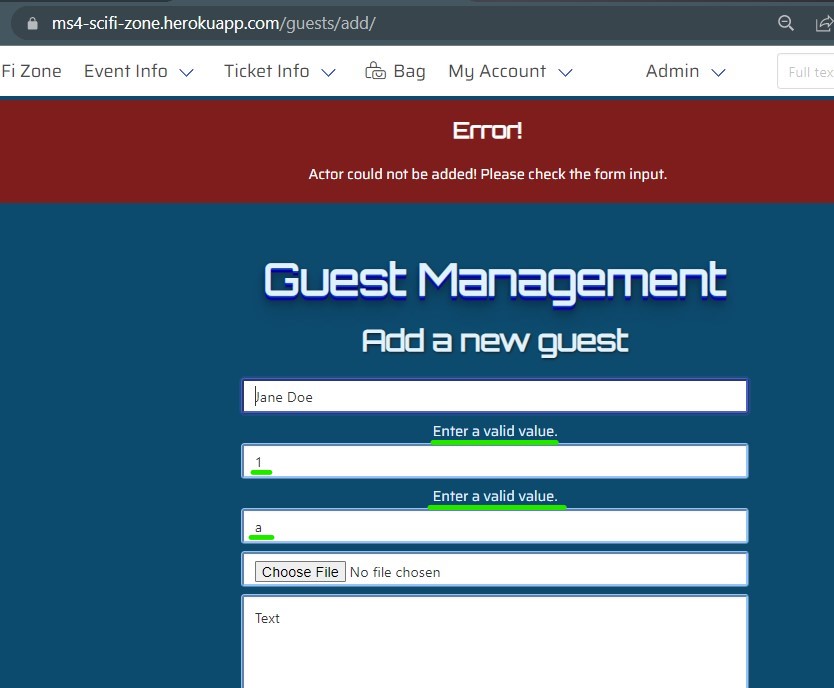 ms4-scifi-zone.herokuapp.com/guests/add/
Fi Zone Event Info Ticket Info Bag My Account Admin Full tex
Error!
Actor could not be added! Please check the form input.
Guest Management
Add a new guest
Jane Doe
Enter a valid value.
1
Enter a valid value.
a
Choose File No file chosen
Text